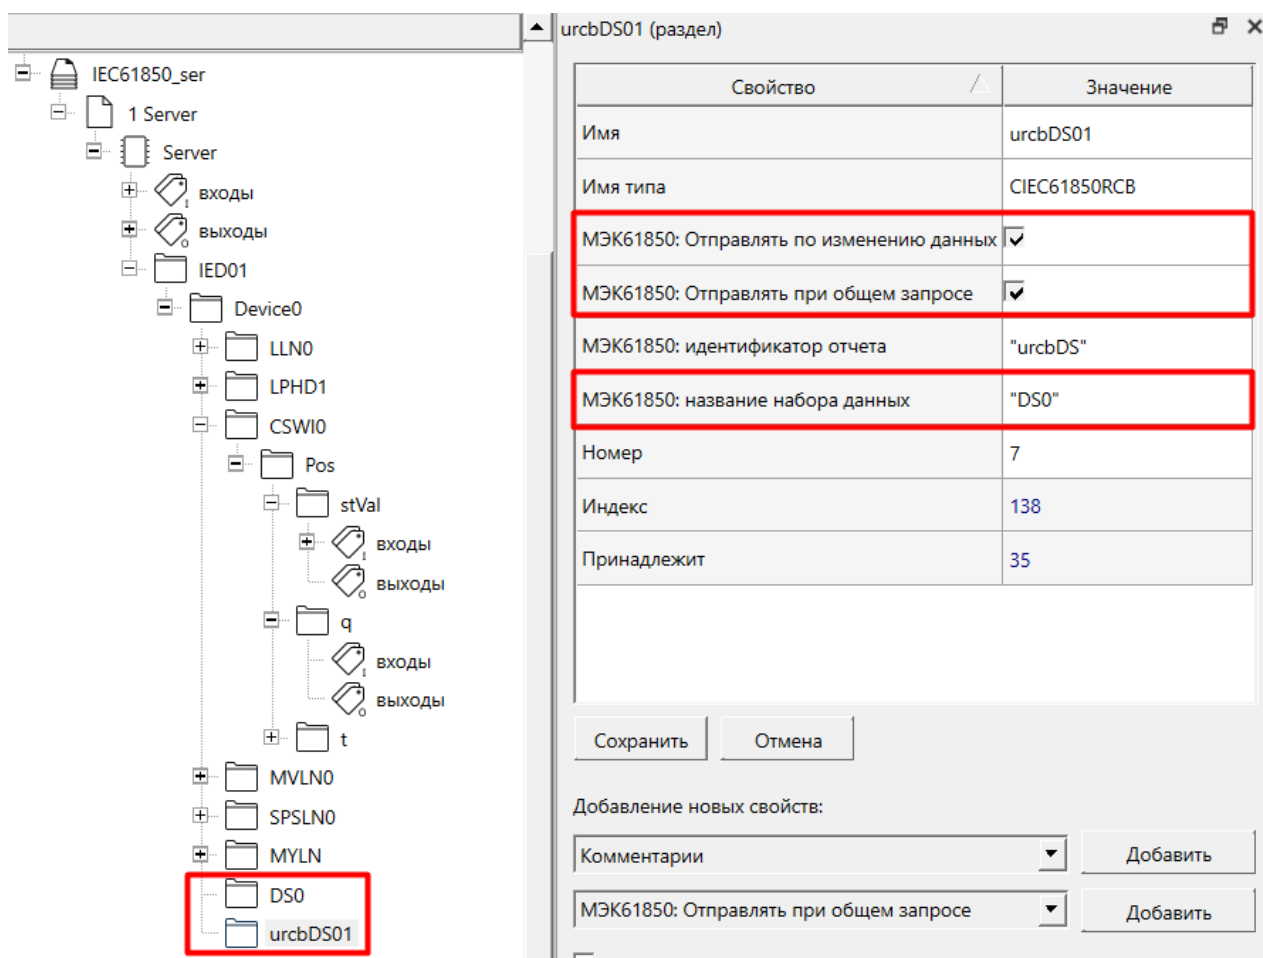 IEC61850_ser
1 Server
Server
входы
выходы
IED01
Device0
LLN0
LPHD1
CSWI0
Pos
stVal
входы
выходы
q
входы
выходы
t
MVLN0
SPSLN0
MYLN
DS0
urcbDS01
urcbDS01 (раздел)
Свойство Значение
Имя urcbDS01
Имя типа CIEC61850RCB
МЭК61850: Отправлять по изменению данных
МЭК61850: Отправлять при общем запросе
МЭК61850: идентификатор отчета "urcbDS"
МЭК61850: название набора данных "DS0"
Номер 7
Индекс 138
Принадлежит 35
Сохранить Отмена
Добавление новых свойств:
Комментарии Добавить
МЭК61850: Отправлять при общем запросе Добавить